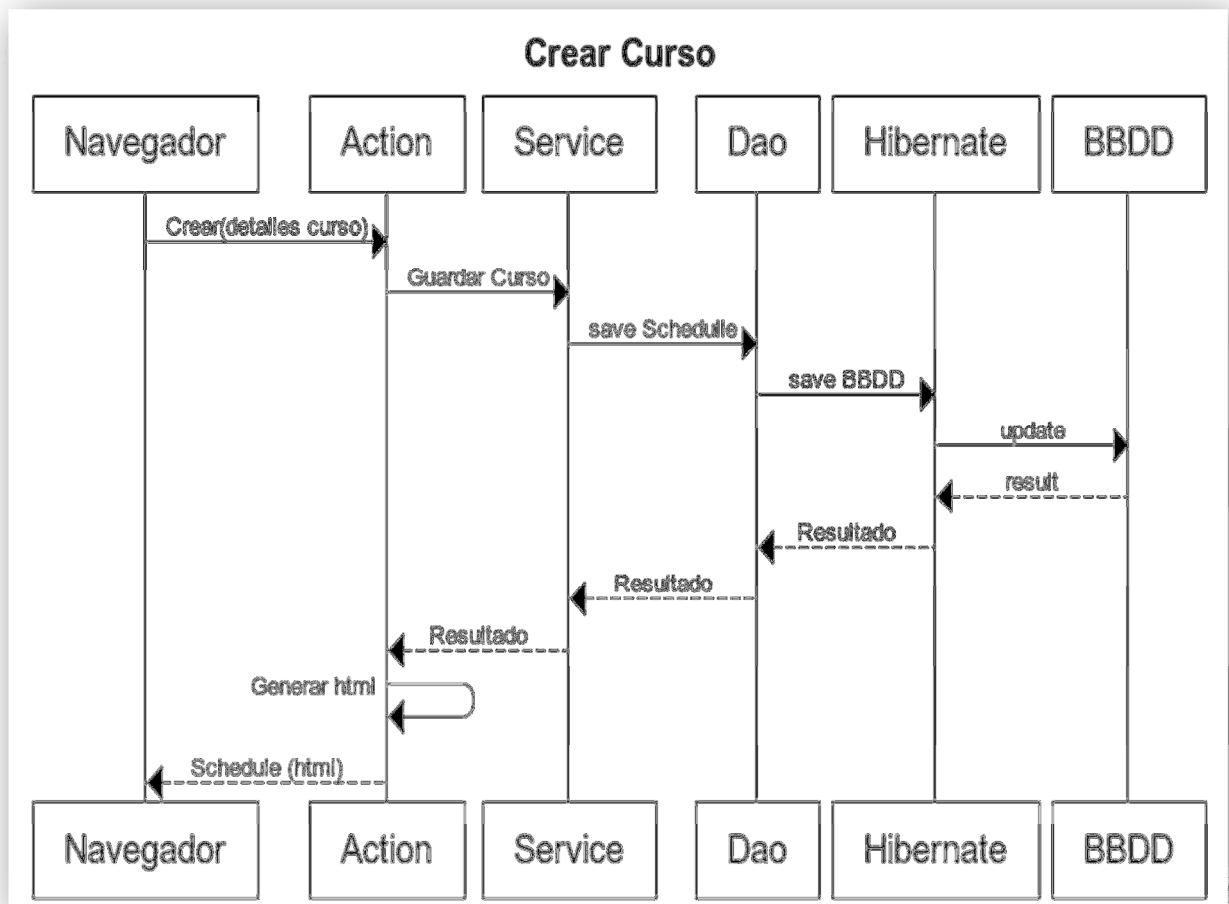 Crear Curso
Navegador Action Service Dao Hibernate BBDD
Crear(detalles curso)
Guardar Curso
save Schedulle
save BBDD
update
result
Resultado
Resultado
Resultado
Generar html
Schedule (html)
Navegador Action Service Dao Hibernate BBDD